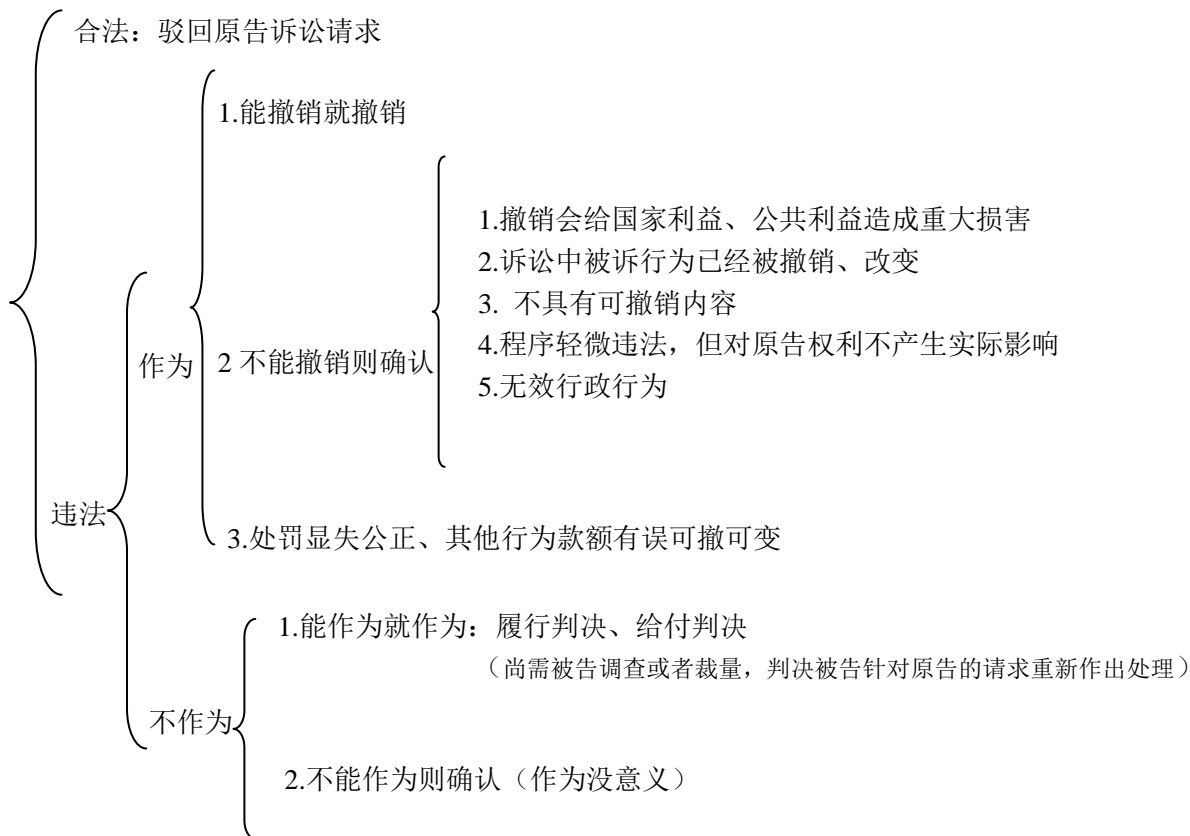 合法：驳回原告诉讼请求
1.能撤销就撤销
1.撤销会给国家利益、公共利益造成重大损害
2.诉讼中被诉行为已经被撤销、改变
3. 不具有可撤销内容
作为
2 不能撤销则确认
4.程序轻微违法，但对原告权利不产生实际影响
5.无效行政行为
违法
3.处罚显失公正、其他行为款额有误可撤可变
1.能作为就作为：履行判决、给付判决
（尚需被告调查或者裁量，判决被告针对原告的请求重新作出处理）
不作为
2.不能作为则确认（作为没意义）